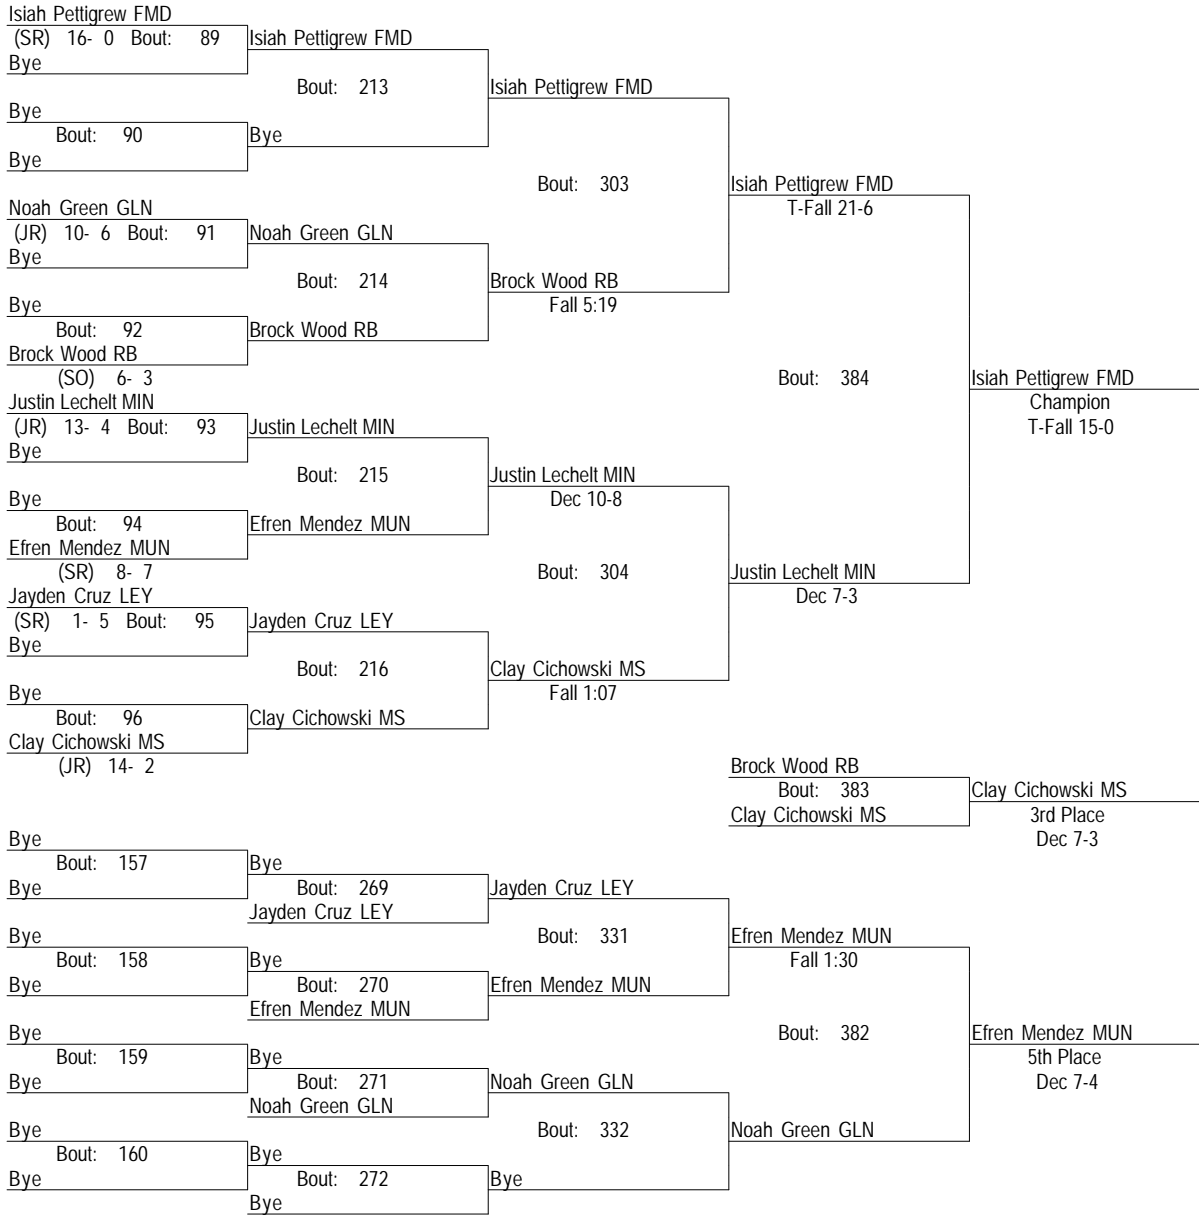 Isiah Pettigrew FMD
(SR) 16- 0 Bout: 89 Isiah Pettigrew FMD
Bye
Bout: 213 Isiah Pettigrew FMD
Bye
Bout: 90 Bye
Bye
Bout: 303 Isiah Pettigrew FMD
T-Fall 21-6
Noah Green GLN
(JR) 10- 6 Bout: 91 Noah Green GLN
Bye
Bout: 214 Brock Wood RB
Fall 5:19
Bye
Bout: 92 Brock Wood RB
Brock Wood RB
(SO) 6- 3
Bout: 384 Isiah Pettigrew FMD
Champion
T-Fall 15-0
Justin Lechelt MIN
(JR) 13- 4 Bout: 93 Justin Lechelt MIN
Bye
Bout: 215 Justin Lechelt MIN
Dec 10-8
Bye
Bout: 94 Efren Mendez MUN
Efren Mendez MUN
(SR) 8- 7
Bout: 304 Justin Lechelt MIN
Dec 7-3
Jayden Cruz LEY
(SR) 1- 5 Bout: 95 Jayden Cruz LEY
Bye
Bout: 216 Clay Cichowski MS
Fall 1:07
Bye
Bout: 96 Clay Cichowski MS
Clay Cichowski MS
(JR) 14- 2
Brock Wood RB
Bout: 383 Clay Cichowski MS
Clay Cichowski MS 3rd Place
Dec 7-3
Bye
Bout: 157 Bye
Bye
Bout: 269 Jayden Cruz LEY
Jayden Cruz LEY
Bye
Bout: 331 Efren Mendez MUN
Fall 1:30
Bout: 158 Bye
Bye
Bout: 270 Efren Mendez MUN
Efren Mendez MUN
Bye
Bout: 382 Efren Mendez MUN
5th Place
Dec 7-4
Bout: 159 Bye
Bye
Bout: 271 Noah Green GLN
Noah Green GLN
Bye
Bout: 332 Noah Green GLN
Bout: 160 Bye
Bye
Bout: 272 Bye
Bye